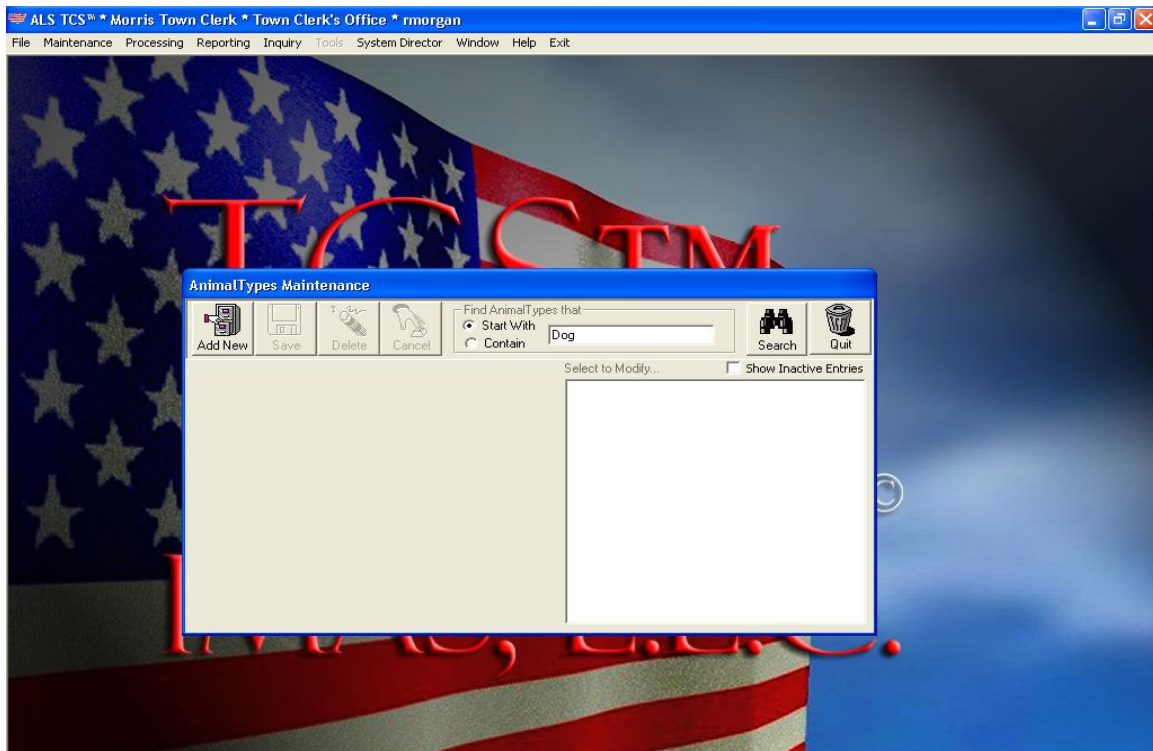 ALS TCS™ * Morris Town Clerk * Town Clerk's Office * rmorgan
File Maintenance Processing Reporting Inquiry Tools System Director Window Help Exit
TCSTM
AnimalTypes Maintenance
Find AnimalTypes that
Start With
Dog
Contain
Add New Save Delete Cancel Search Quit
Select to Modify... Show Inactive Entries
©